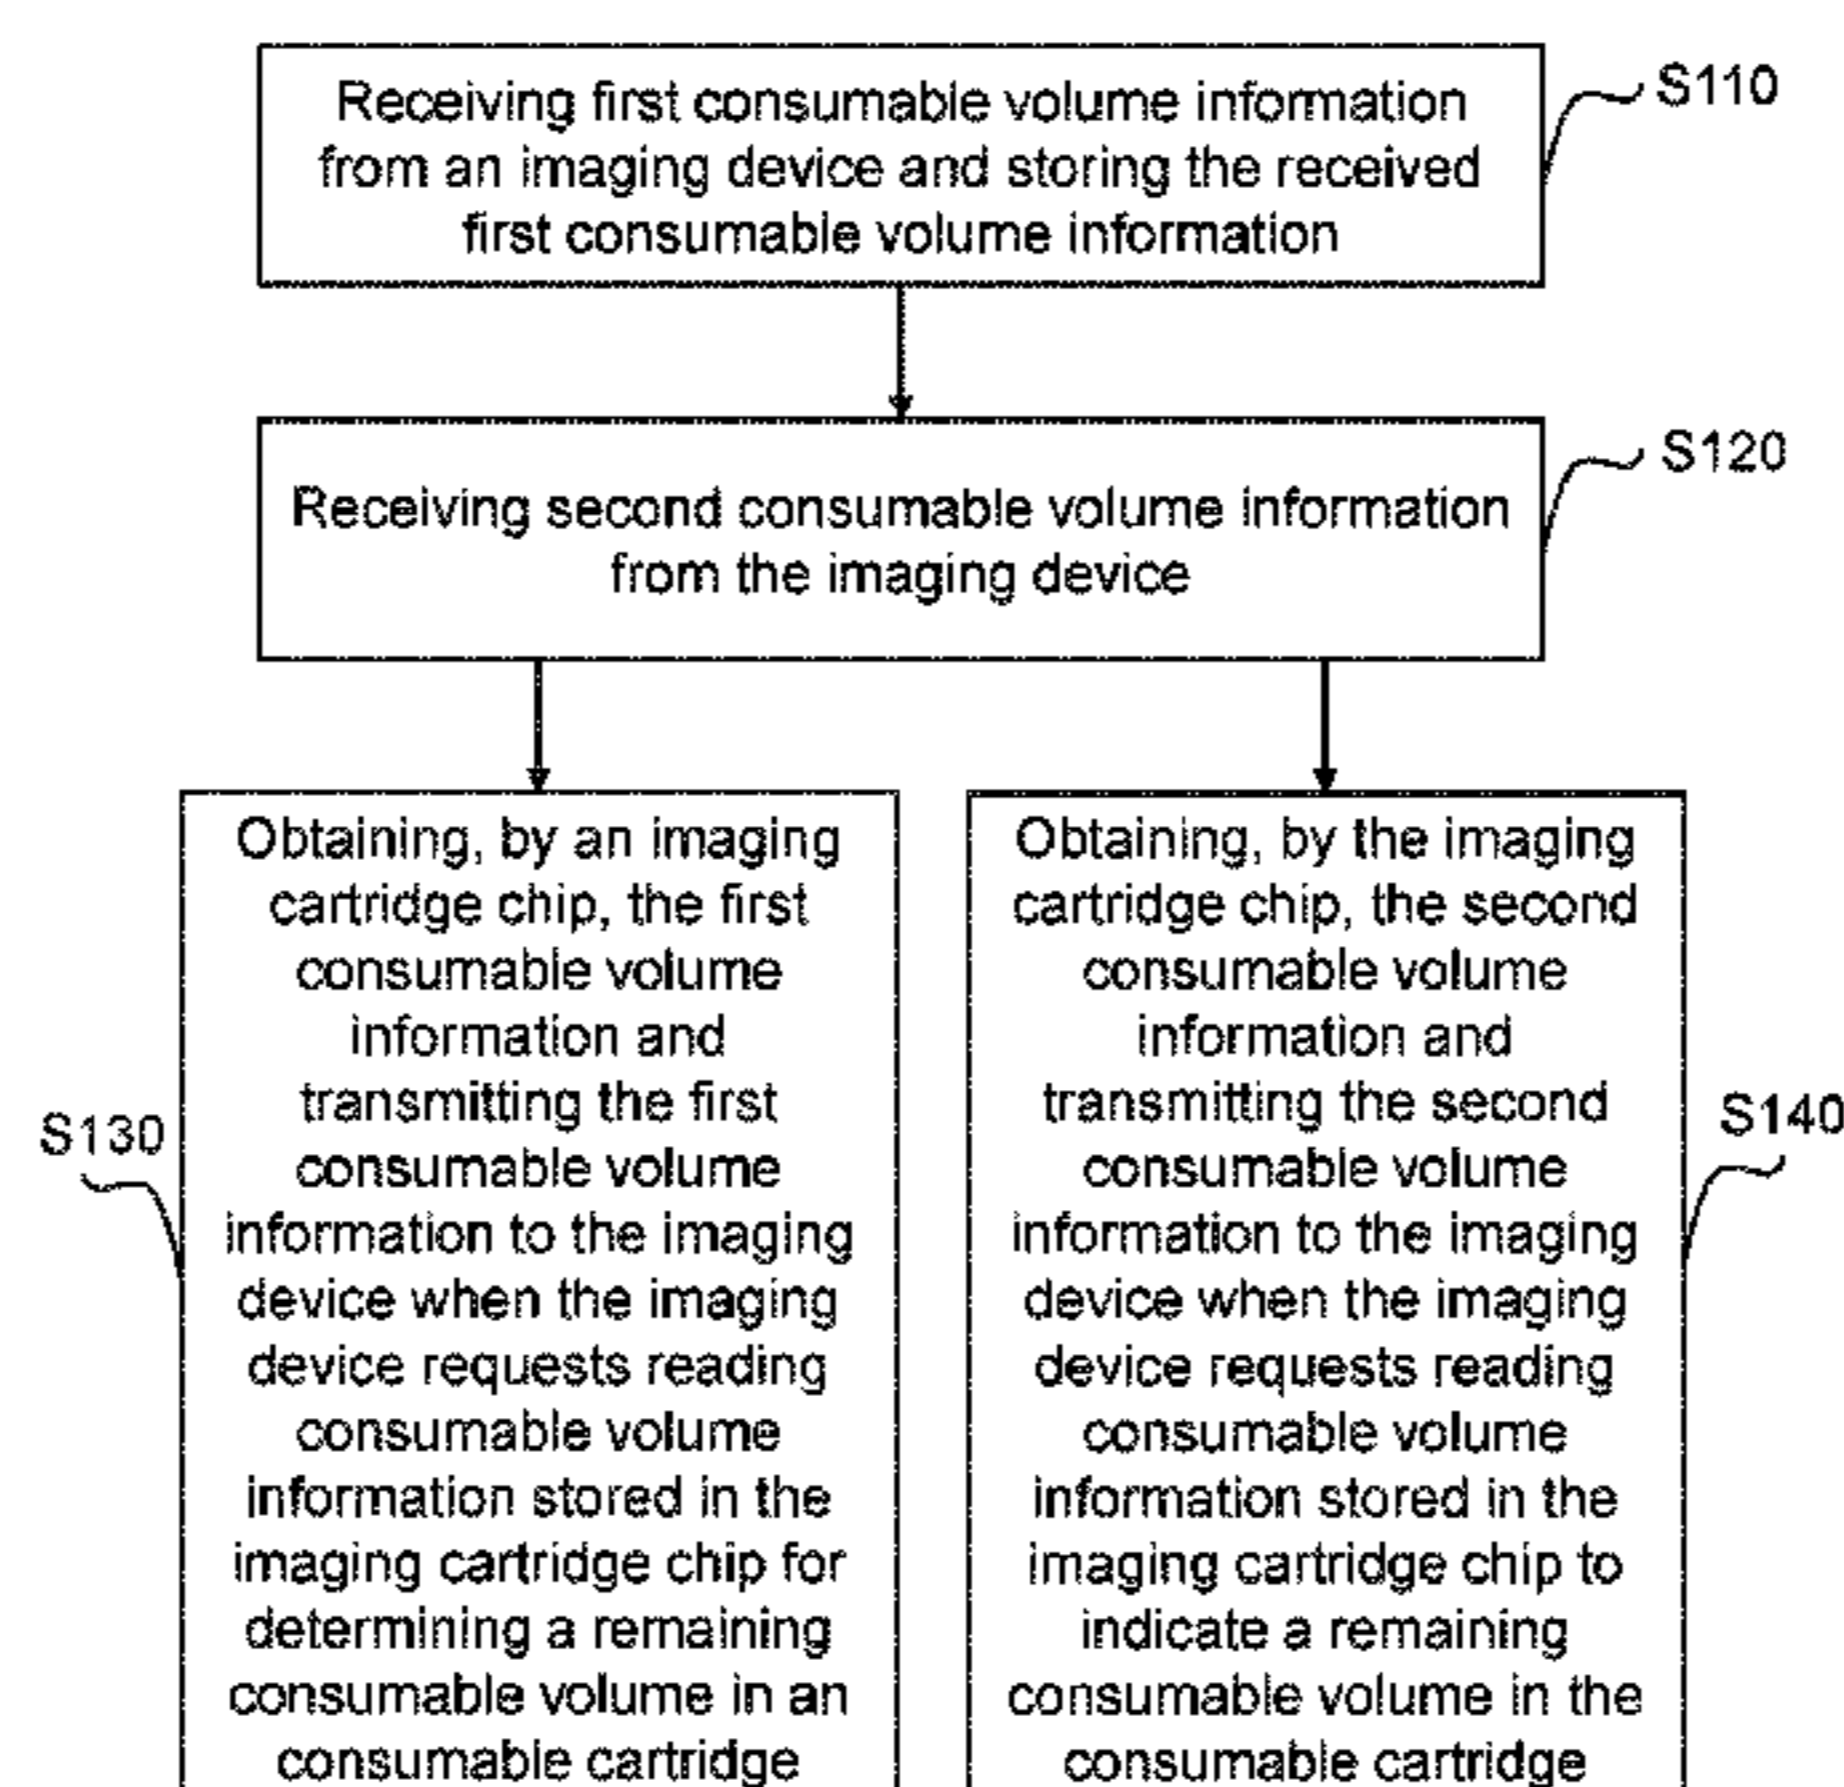 Receiving first consumable volume information
from an imaging device and storing the received
first consumable volume information
S110
Receiving second consumable volume information
from the imaging device
S120
Obtaining, by an imaging
cartridge chip, the first
consumable volume
information and
transmitting the first
consumable volume
information to the imaging
device when the imaging
device requests reading
consumable volume
information stored in the
imaging cartridge chip for
determining a remaining
consumable volume in an
consumable cartridge
S130
Obtaining, by the imaging
cartridge chip, the second
consumable volume
information and
transmitting the second
consumable volume
information to the imaging
device when the imaging
device requests reading
consumable volume
information stored in the
imaging cartridge chip to
indicate a remaining
consumable volume in the
consumable cartridge
S140